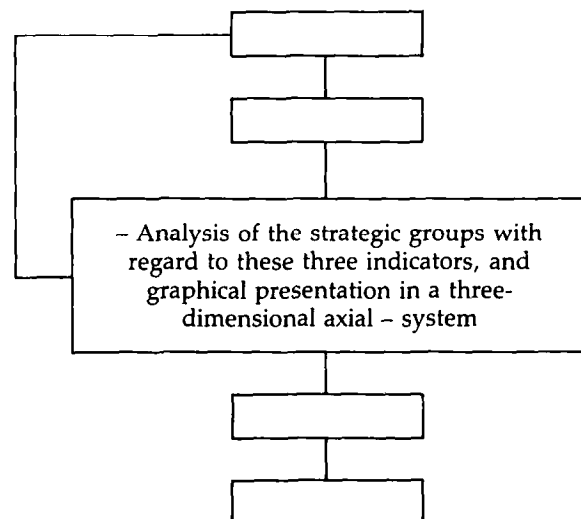 – Analysis of the strategic groups with
regard to these three indicators, and
graphical presentation in a three-
dimensional axial – system